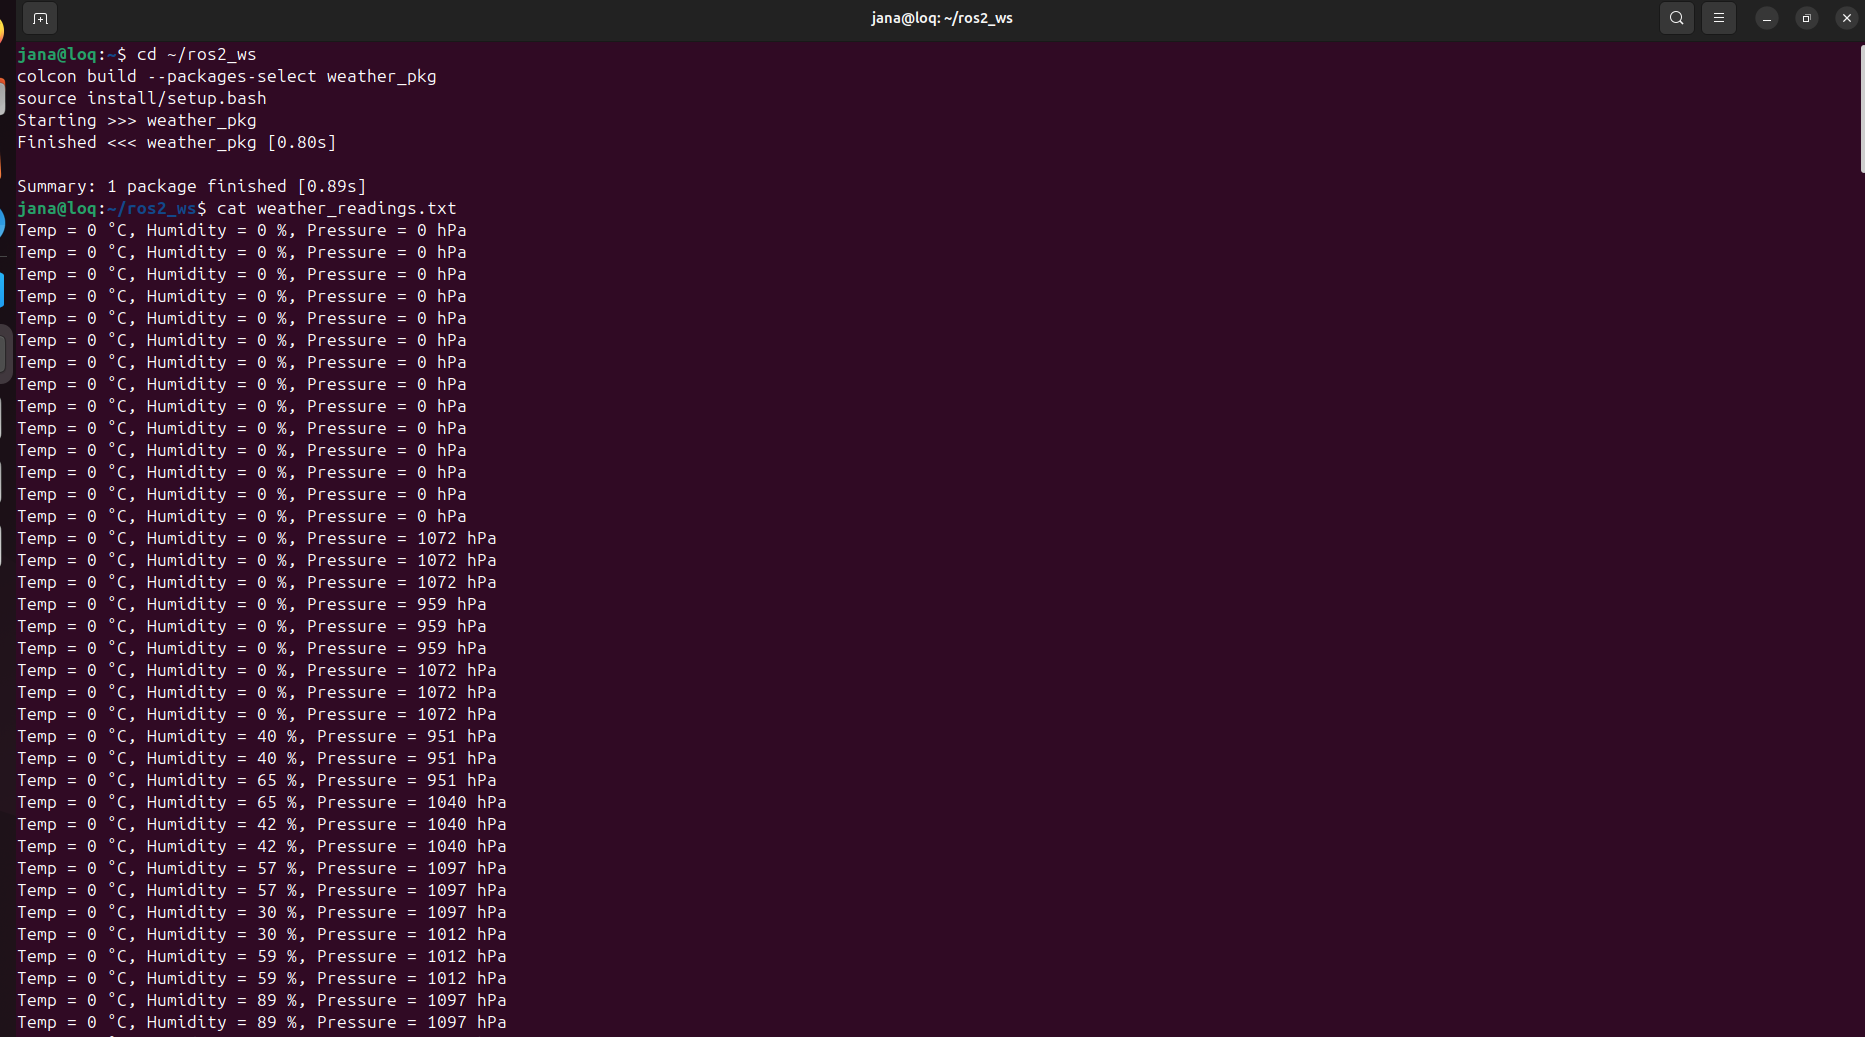 jana@loq: ~/ros2_ws
jana@loq:~$ cd ~/ros2_ws
colcon build --packages-select weather_pkg
source install/setup.bash
Starting >>> weather_pkg
Finished <<< weather_pkg [0.80s]
Summary: 1 package finished [0.89s]
jana@loq:~/ros2_ws$ cat weather_readings.txt
Temp = 0 °C, Humidity = 0 %, Pressure = 0 hPa
Temp = 0 °C, Humidity = 0 %, Pressure = 0 hPa
Temp = 0 °C, Humidity = 0 %, Pressure = 0 hPa
Temp = 0 °C, Humidity = 0 %, Pressure = 0 hPa
Temp = 0 °C, Humidity = 0 %, Pressure = 0 hPa
Temp = 0 °C, Humidity = 0 %, Pressure = 0 hPa
Temp = 0 °C, Humidity = 0 %, Pressure = 0 hPa
Temp = 0 °C, Humidity = 0 %, Pressure = 0 hPa
Temp = 0 °C, Humidity = 0 %, Pressure = 0 hPa
Temp = 0 °C, Humidity = 0 %, Pressure = 0 hPa
Temp = 0 °C, Humidity = 0 %, Pressure = 0 hPa
Temp = 0 °C, Humidity = 0 %, Pressure = 0 hPa
Temp = 0 °C, Humidity = 0 %, Pressure = 0 hPa
Temp = 0 °C, Humidity = 0 %, Pressure = 0 hPa
Temp = 0 °C, Humidity = 0 %, Pressure = 1072 hPa
Temp = 0 °C, Humidity = 0 %, Pressure = 1072 hPa
Temp = 0 °C, Humidity = 0 %, Pressure = 1072 hPa
Temp = 0 °C, Humidity = 0 %, Pressure = 959 hPa
Temp = 0 °C, Humidity = 0 %, Pressure = 959 hPa
Temp = 0 °C, Humidity = 0 %, Pressure = 959 hPa
Temp = 0 °C, Humidity = 0 %, Pressure = 1072 hPa
Temp = 0 °C, Humidity = 0 %, Pressure = 1072 hPa
Temp = 0 °C, Humidity = 0 %, Pressure = 1072 hPa
Temp = 0 °C, Humidity = 40 %, Pressure = 951 hPa
Temp = 0 °C, Humidity = 40 %, Pressure = 951 hPa
Temp = 0 °C, Humidity = 65 %, Pressure = 951 hPa
Temp = 0 °C, Humidity = 65 %, Pressure = 1040 hPa
Temp = 0 °C, Humidity = 42 %, Pressure = 1040 hPa
Temp = 0 °C, Humidity = 42 %, Pressure = 1040 hPa
Temp = 0 °C, Humidity = 57 %, Pressure = 1097 hPa
Temp = 0 °C, Humidity = 57 %, Pressure = 1097 hPa
Temp = 0 °C, Humidity = 30 %, Pressure = 1097 hPa
Temp = 0 °C, Humidity = 30 %, Pressure = 1012 hPa
Temp = 0 °C, Humidity = 59 %, Pressure = 1012 hPa
Temp = 0 °C, Humidity = 59 %, Pressure = 1012 hPa
Temp = 0 °C, Humidity = 89 %, Pressure = 1097 hPa
Temp = 0 °C, Humidity = 89 %, Pressure = 1097 hPa